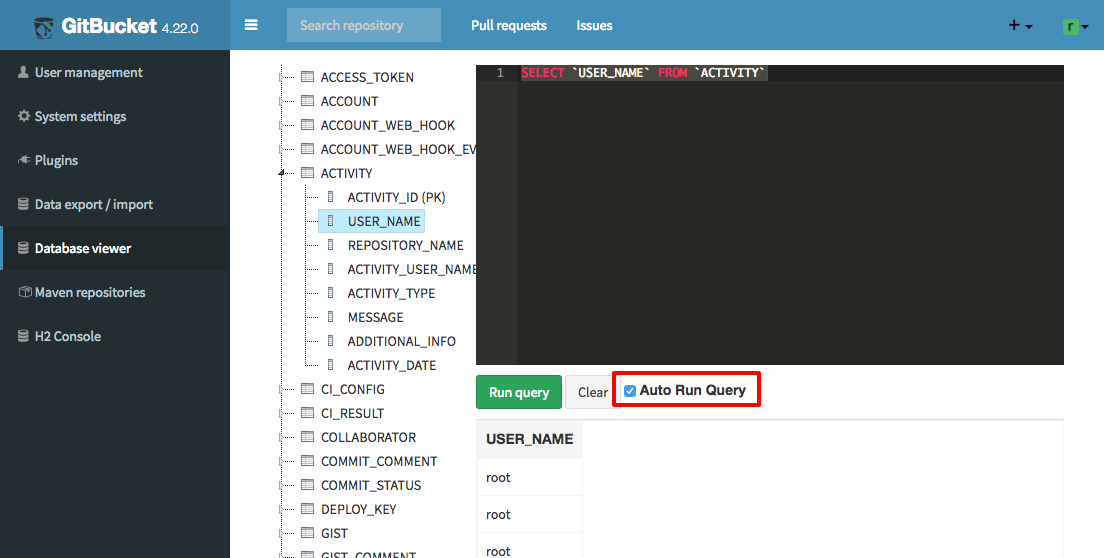 GitBucket 4.22.0
Search repository
Pull requests
Issues
+
r
User management
System settings
Plugins
Data export / import
Database viewer
Maven repositories
H2 Console
ACCESS_TOKEN
ACCOUNT
ACCOUNT_WEB_HOOK
ACCOUNT_WEB_HOOK_EV
ACTIVITY
ACTIVITY_ID (PK)
USER_NAME
REPOSITORY_NAME
ACTIVITY_USER_NAME
ACTIVITY_TYPE
MESSAGE
ADDITIONAL_INFO
ACTIVITY_DATE
CI_CONFIG
CI_RESULT
COLLABORATOR
COMMIT_COMMENT
COMMIT_STATUS
DEPLOY_KEY
GIST
GIST_COMMENT
1 SELECT `USER_NAME` FROM `ACTIVITY`
Run query
Clear
Auto Run Query
USER_NAME
root
root
root